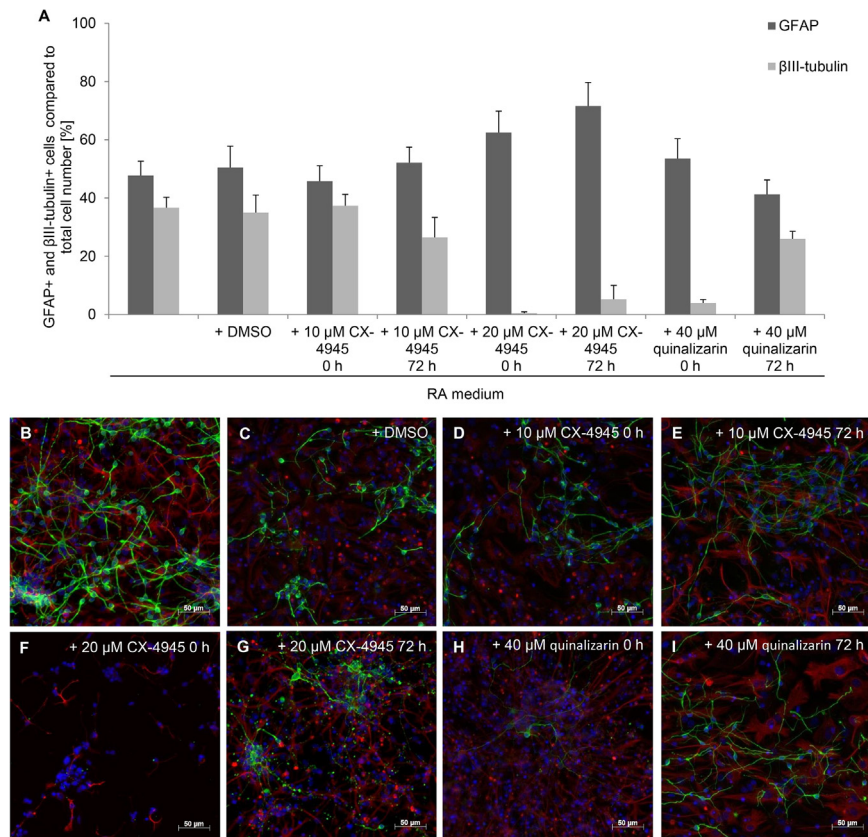 A
100
80
60
40
20
0
GFAP+ and βIII-tubulin+ cells compared to
total cell number [%]
GFAP
βIII-tubulin
+ DMSO
+ 10 µM CX-
4945
0 h
+ 10 µM CX-
4945
72 h
+ 20 µM CX-
4945
0 h
+ 20 µM CX-
4945
72 h
+ 40 µM
quinalizarin
0 h
+ 40 µM
quinalizarin
72 h
RA medium
B
50 µm
C
+ DMSO
50 µm
D
+ 10 µM CX-4945 0 h
50 µm
E
+ 10 µM CX-4945 72 h
50 µm
F
+ 20 µM CX-4945 0 h
50 µm
G
+ 20 µM CX-4945 72 h
50 µm
H
+ 40 µM quinalizarin 0 h
50 µm
I
+ 40 µM quinalizarin 72 h
50 µm